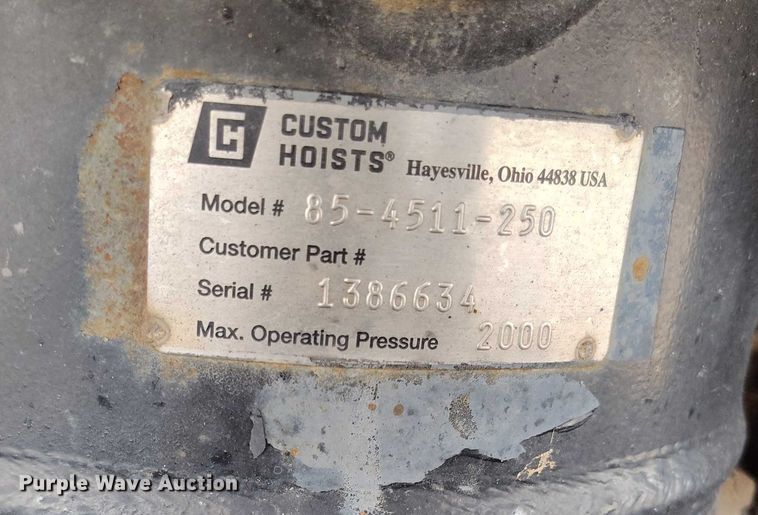 CUSTOM
HOISTS® Hayesville, Ohio 44838 USA
Model # 85-4511-250
Customer Part #
Serial # 1386634
Max. Operating Pressure 2000
Purple Wave Auction